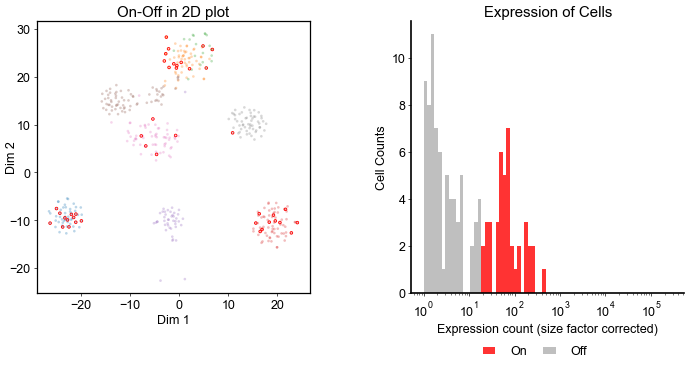 On-Off in 2D plot
Dim 2
30
20
10
0
−10
−20
−20 −10 0 10 20
Dim 1
Expression of Cells
Cell Counts
10
8
6
4
2
0
10^0 10^1 10^2 10^3 10^4 10^5
Expression count (size factor corrected)
On Off